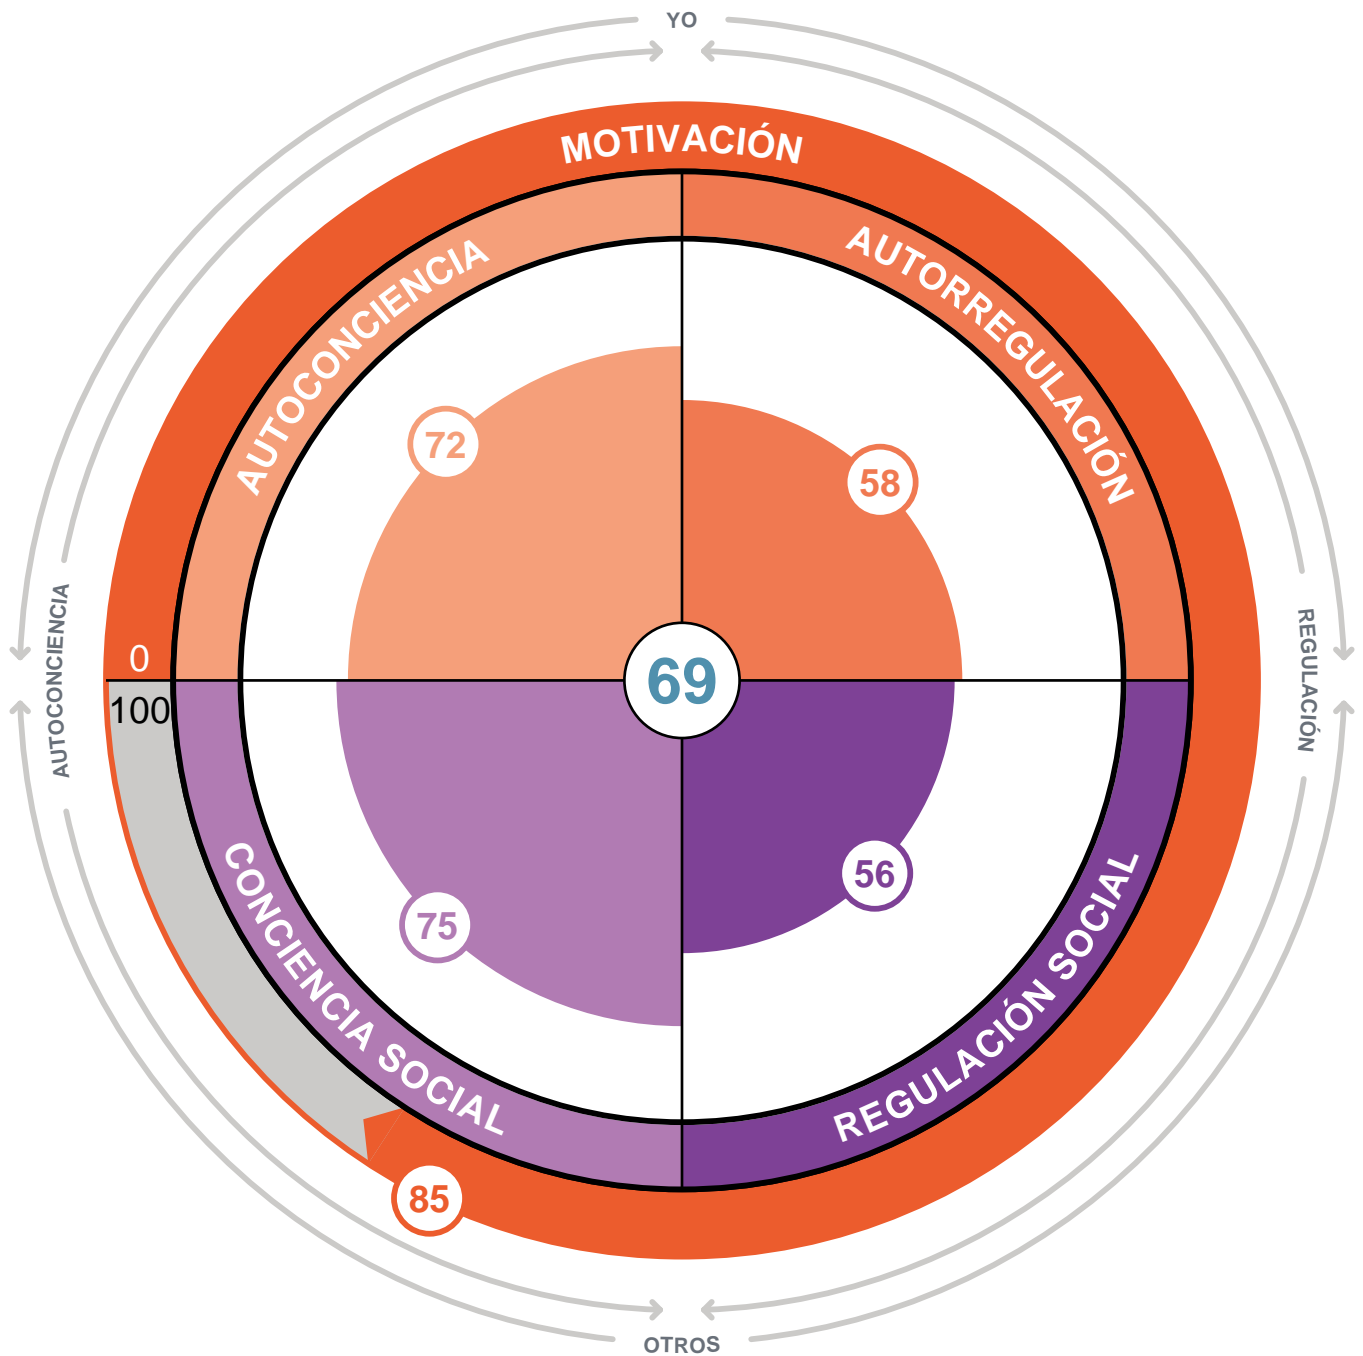 YO
MOTIVACIÓN
AUTOCONCIENCIA
AUTORREGULACIÓN
72
58
AUTOCONCIENCIA
0
100
69
REGULACIÓN
75
56
CONCIENCIA SOCIAL
REGULACIÓN SOCIAL
85
OTROS